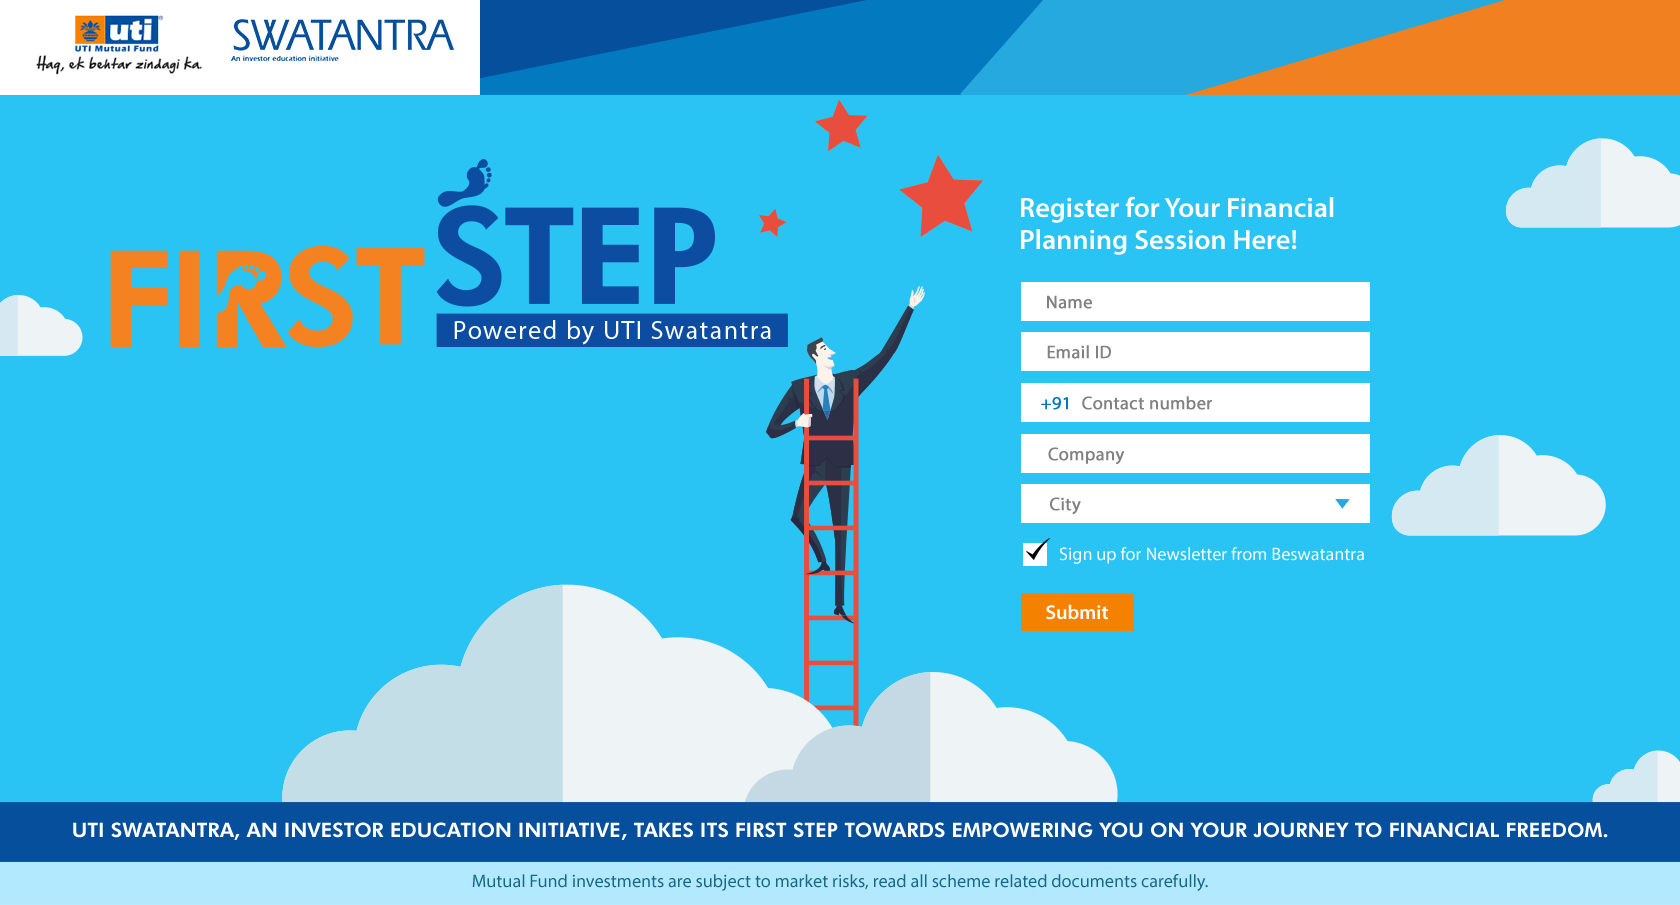 uti
UTI Mutual Fund
Haq, ek behtar zindagi ka.
SWATANTRA
An investor education initiative
FIRST STEP
Powered by UTI Swatantra
Register for Your Financial
Planning Session Here!
Name
Email ID
+91 Contact number
Company
City
Sign up for Newsletter from Beswatantra
Submit
UTI SWATANTRA, AN INVESTOR EDUCATION INITIATIVE, TAKES ITS FIRST STEP TOWARDS EMPOWERING YOU ON YOUR JOURNEY TO FINANCIAL FREEDOM.
Mutual Fund investments are subject to market risks, read all scheme related documents carefully.